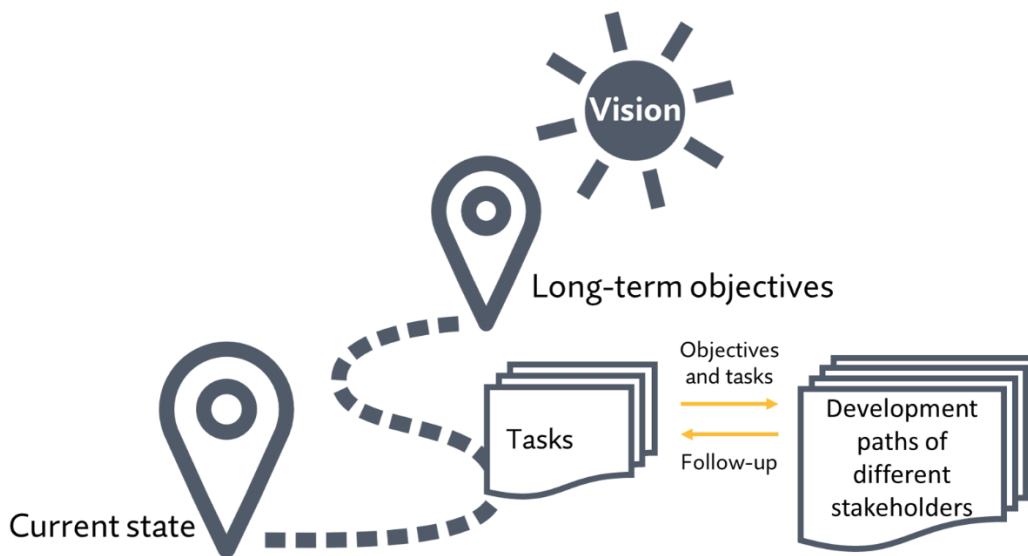 Vision
Long-term objectives
Objectives
and tasks
Tasks
Follow-up
Development
paths of
different
stakeholders
Current state